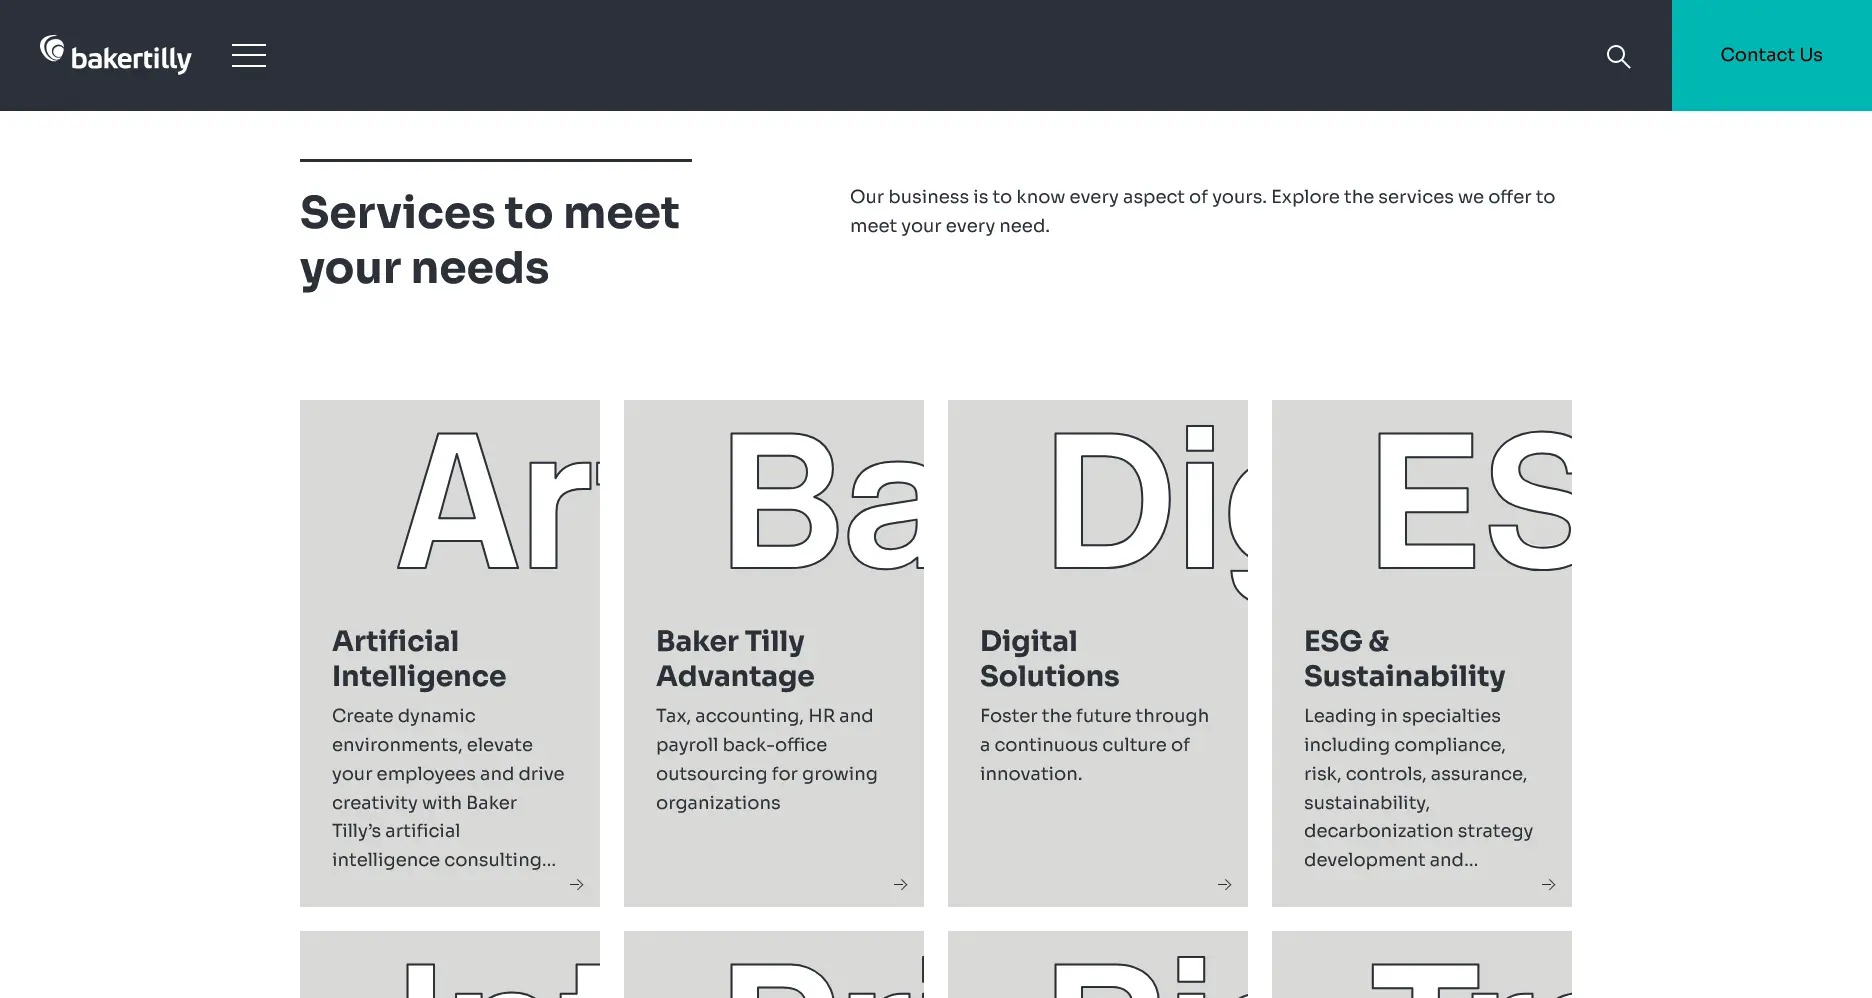 bakertilly
Contact Us
Services to meet
your needs
Our business is to know every aspect of yours. Explore the services we offer to
meet your every need.
Ar
Artificial
Intelligence
Create dynamic
environments, elevate
your employees and drive
creativity with Baker
Tilly’s artificial
intelligence consulting...
Ba
Baker Tilly
Advantage
Tax, accounting, HR and
payroll back-office
outsourcing for growing
organizations
Dig
Digital
Solutions
Foster the future through
a continuous culture of
innovation.
ES
ESG &
Sustainability
Leading in specialties
including compliance,
risk, controls, assurance,
sustainability,
decarbonization strategy
development and...